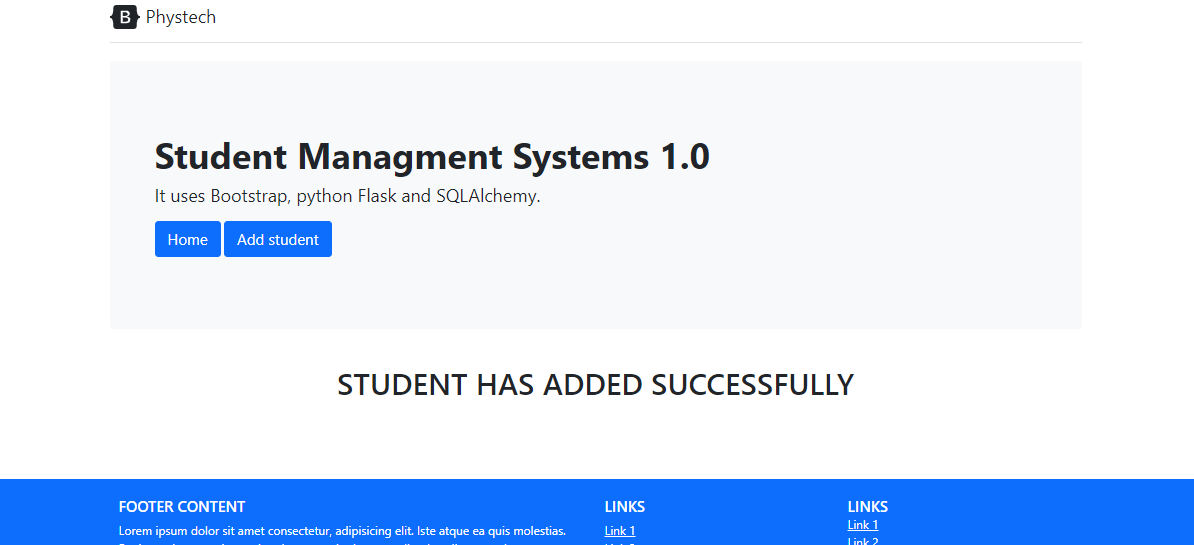 B Phystech
Student Managment Systems 1.0
It uses Bootstrap, python Flask and SQLAlchemy.
Home Add student
STUDENT HAS ADDED SUCCESSFULLY
FOOTER CONTENT LINKS LINKS
Lorem ipsum dolor sit amet consectetur, adipisicing elit. Iste atque ea quis molestias. Link 1 Link 1
Link 2